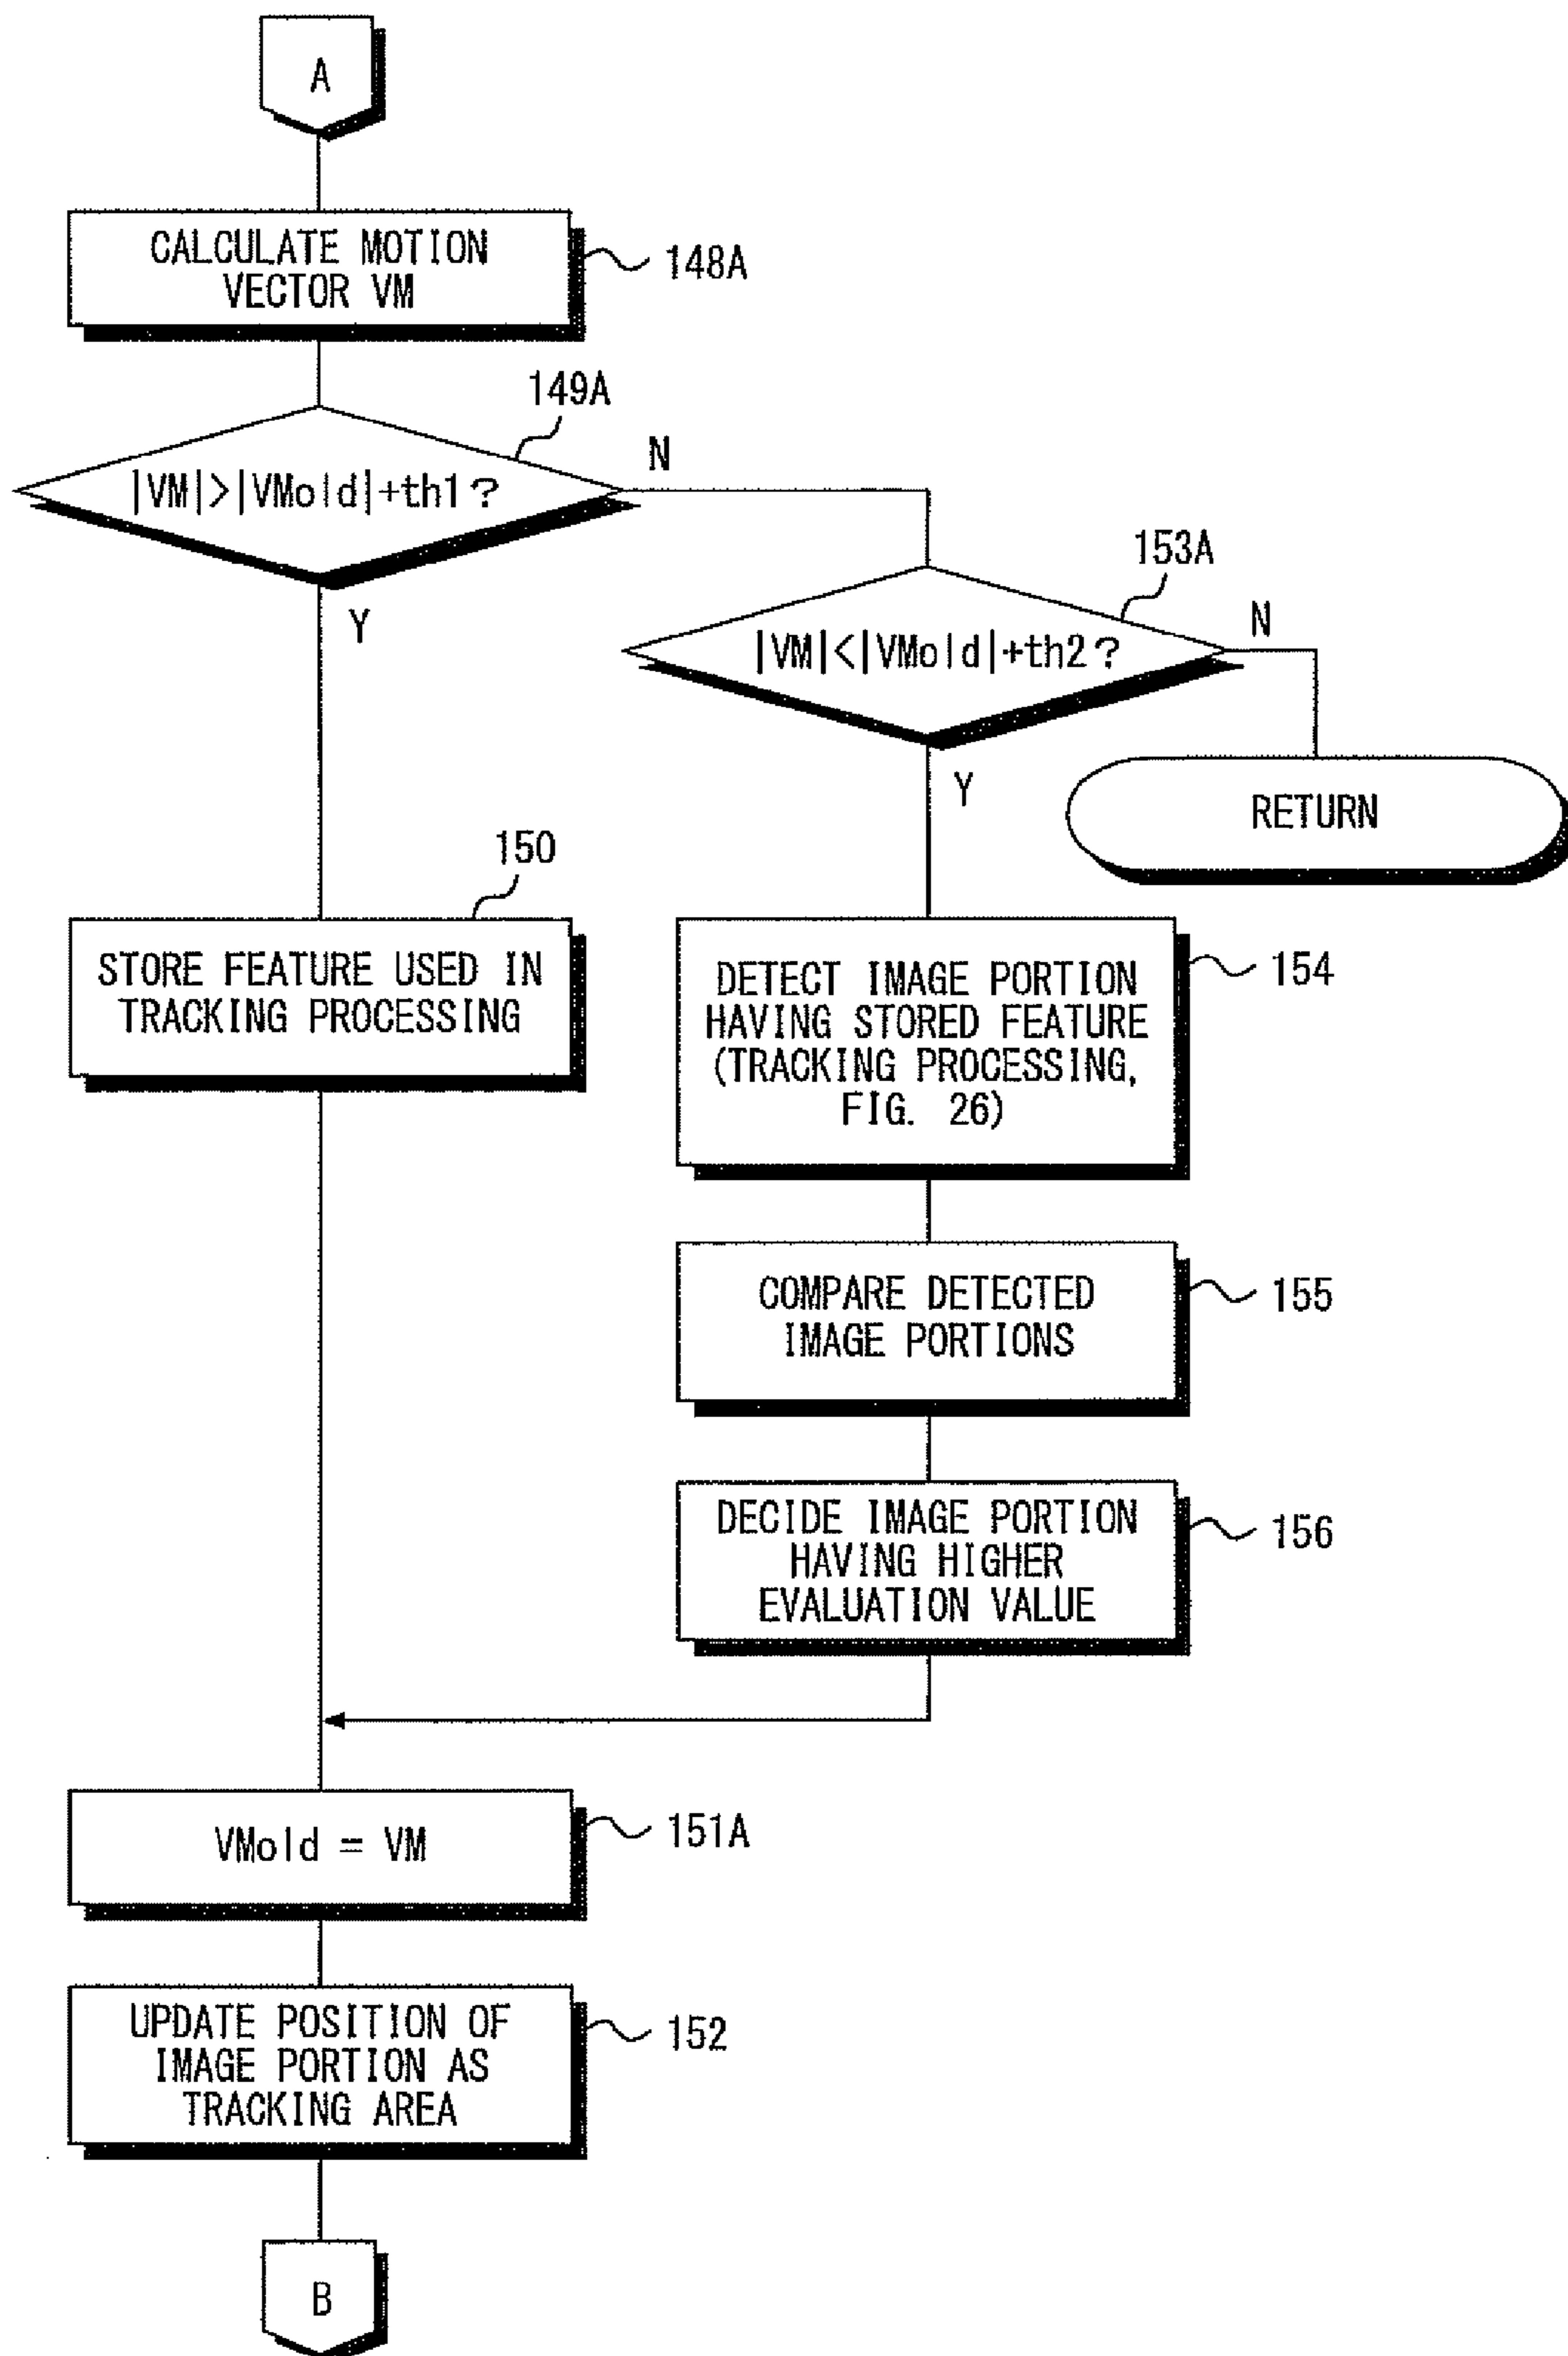 A
CALCULATE MOTION
VECTOR VM
148A
149A
|VM|>|VMold|+th1?
N
Y
153A
|VM|<|VMold|+th2?
N
Y
RETURN
150
STORE FEATURE USED IN
TRACKING PROCESSING
DETECT IMAGE PORTION
HAVING STORED FEATURE
(TRACKING PROCESSING,
FIG. 26)
154
COMPARE DETECTED
IMAGE PORTIONS
155
DECIDE IMAGE PORTION
HAVING HIGHER
EVALUATION VALUE
156
VMold = VM
151A
UPDATE POSITION OF
IMAGE PORTION AS
TRACKING AREA
152
B